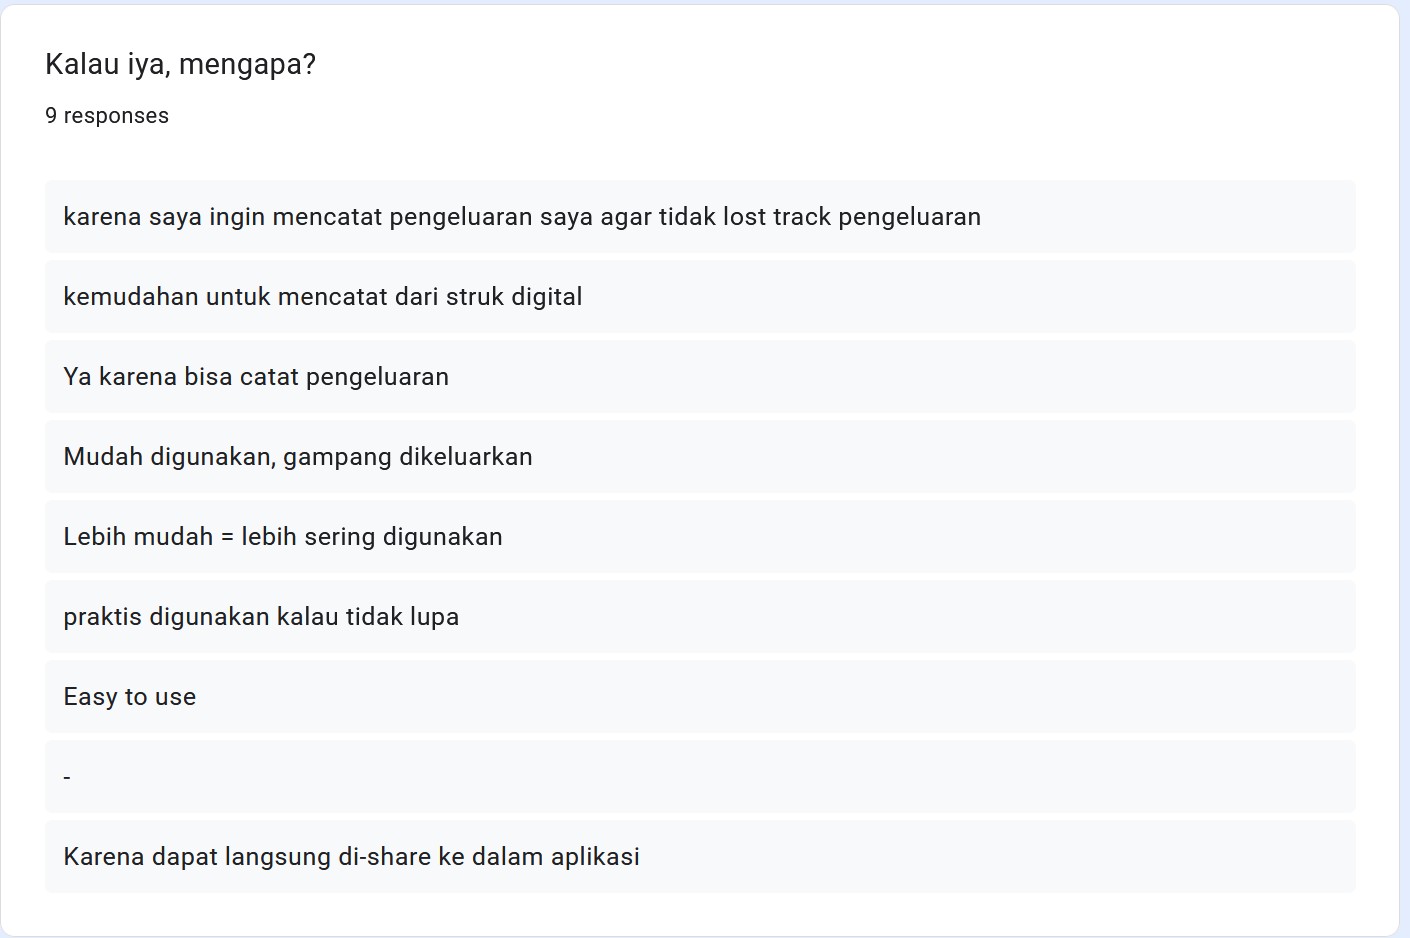 Kalau iya, mengapa?
9 responses
karena saya ingin mencatat pengeluaran saya agar tidak lost track pengeluaran
kemudahan untuk mencatat dari struk digital
Ya karena bisa catat pengeluaran
Mudah digunakan, gampang dikeluarkan
Lebih mudah = lebih sering digunakan
praktis digunakan kalau tidak lupa
Easy to use
-
Karena dapat langsung di-share ke dalam aplikasi